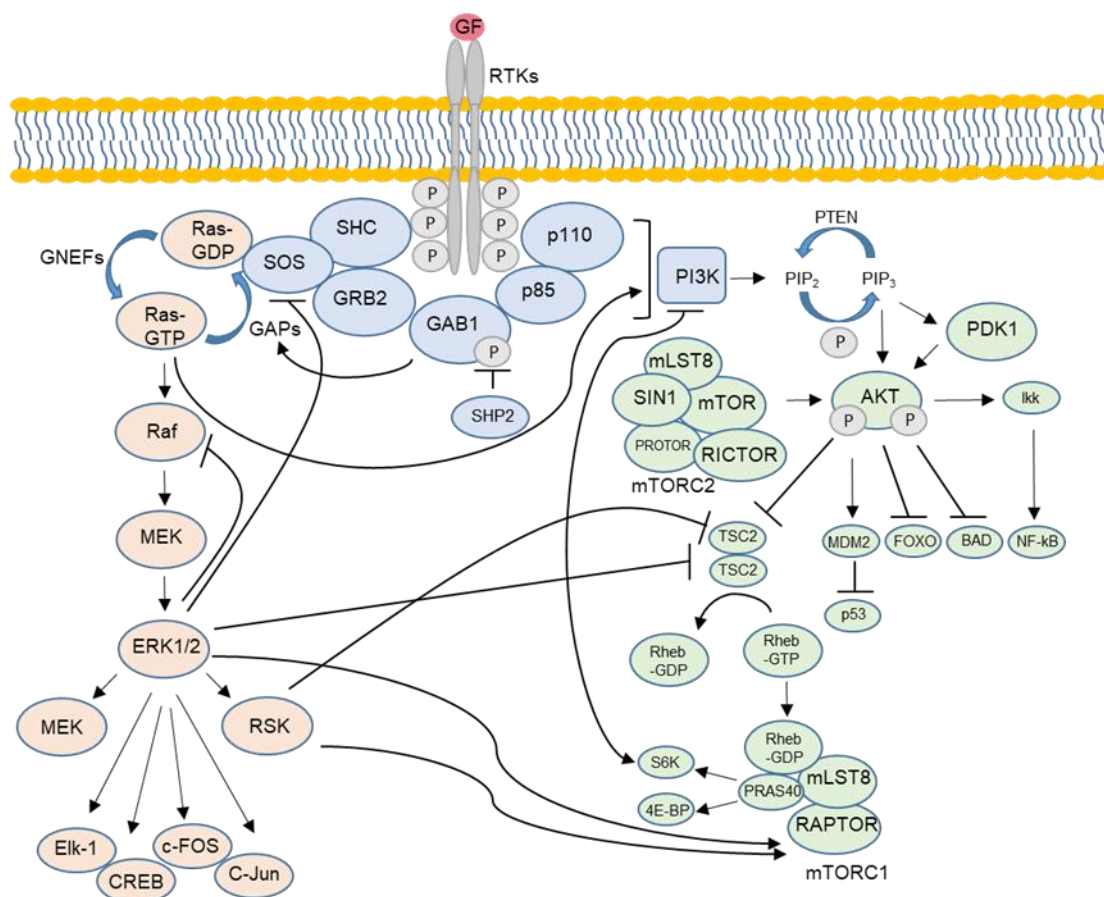 GF
RTKs
P
P
P
P
P
P
Ras-
GDP
SHC
SOS
GNEFs
GRB2
Ras-
GTP
GAPs
GAB1
P
SHP2
p110
p85
PI3K
PTEN
PIP2
PIP3
P
PDK1
mLST8
SIN1
mTOR
PROTOR
RICTOR
mTORC2
AKT
P
P
Ikk
Raf
MEK
ERK1/2
MEK
RSK
Elk-1
CREB
c-FOS
C-Jun
TSC2
TSC2
MDM2
FOXO
BAD
NF-kB
p53
Rheb
-GDP
Rheb
-GTP
Rheb
-GDP
S6K
PRAS40
mLST8
4E-BP
RAPTOR
mTORC1